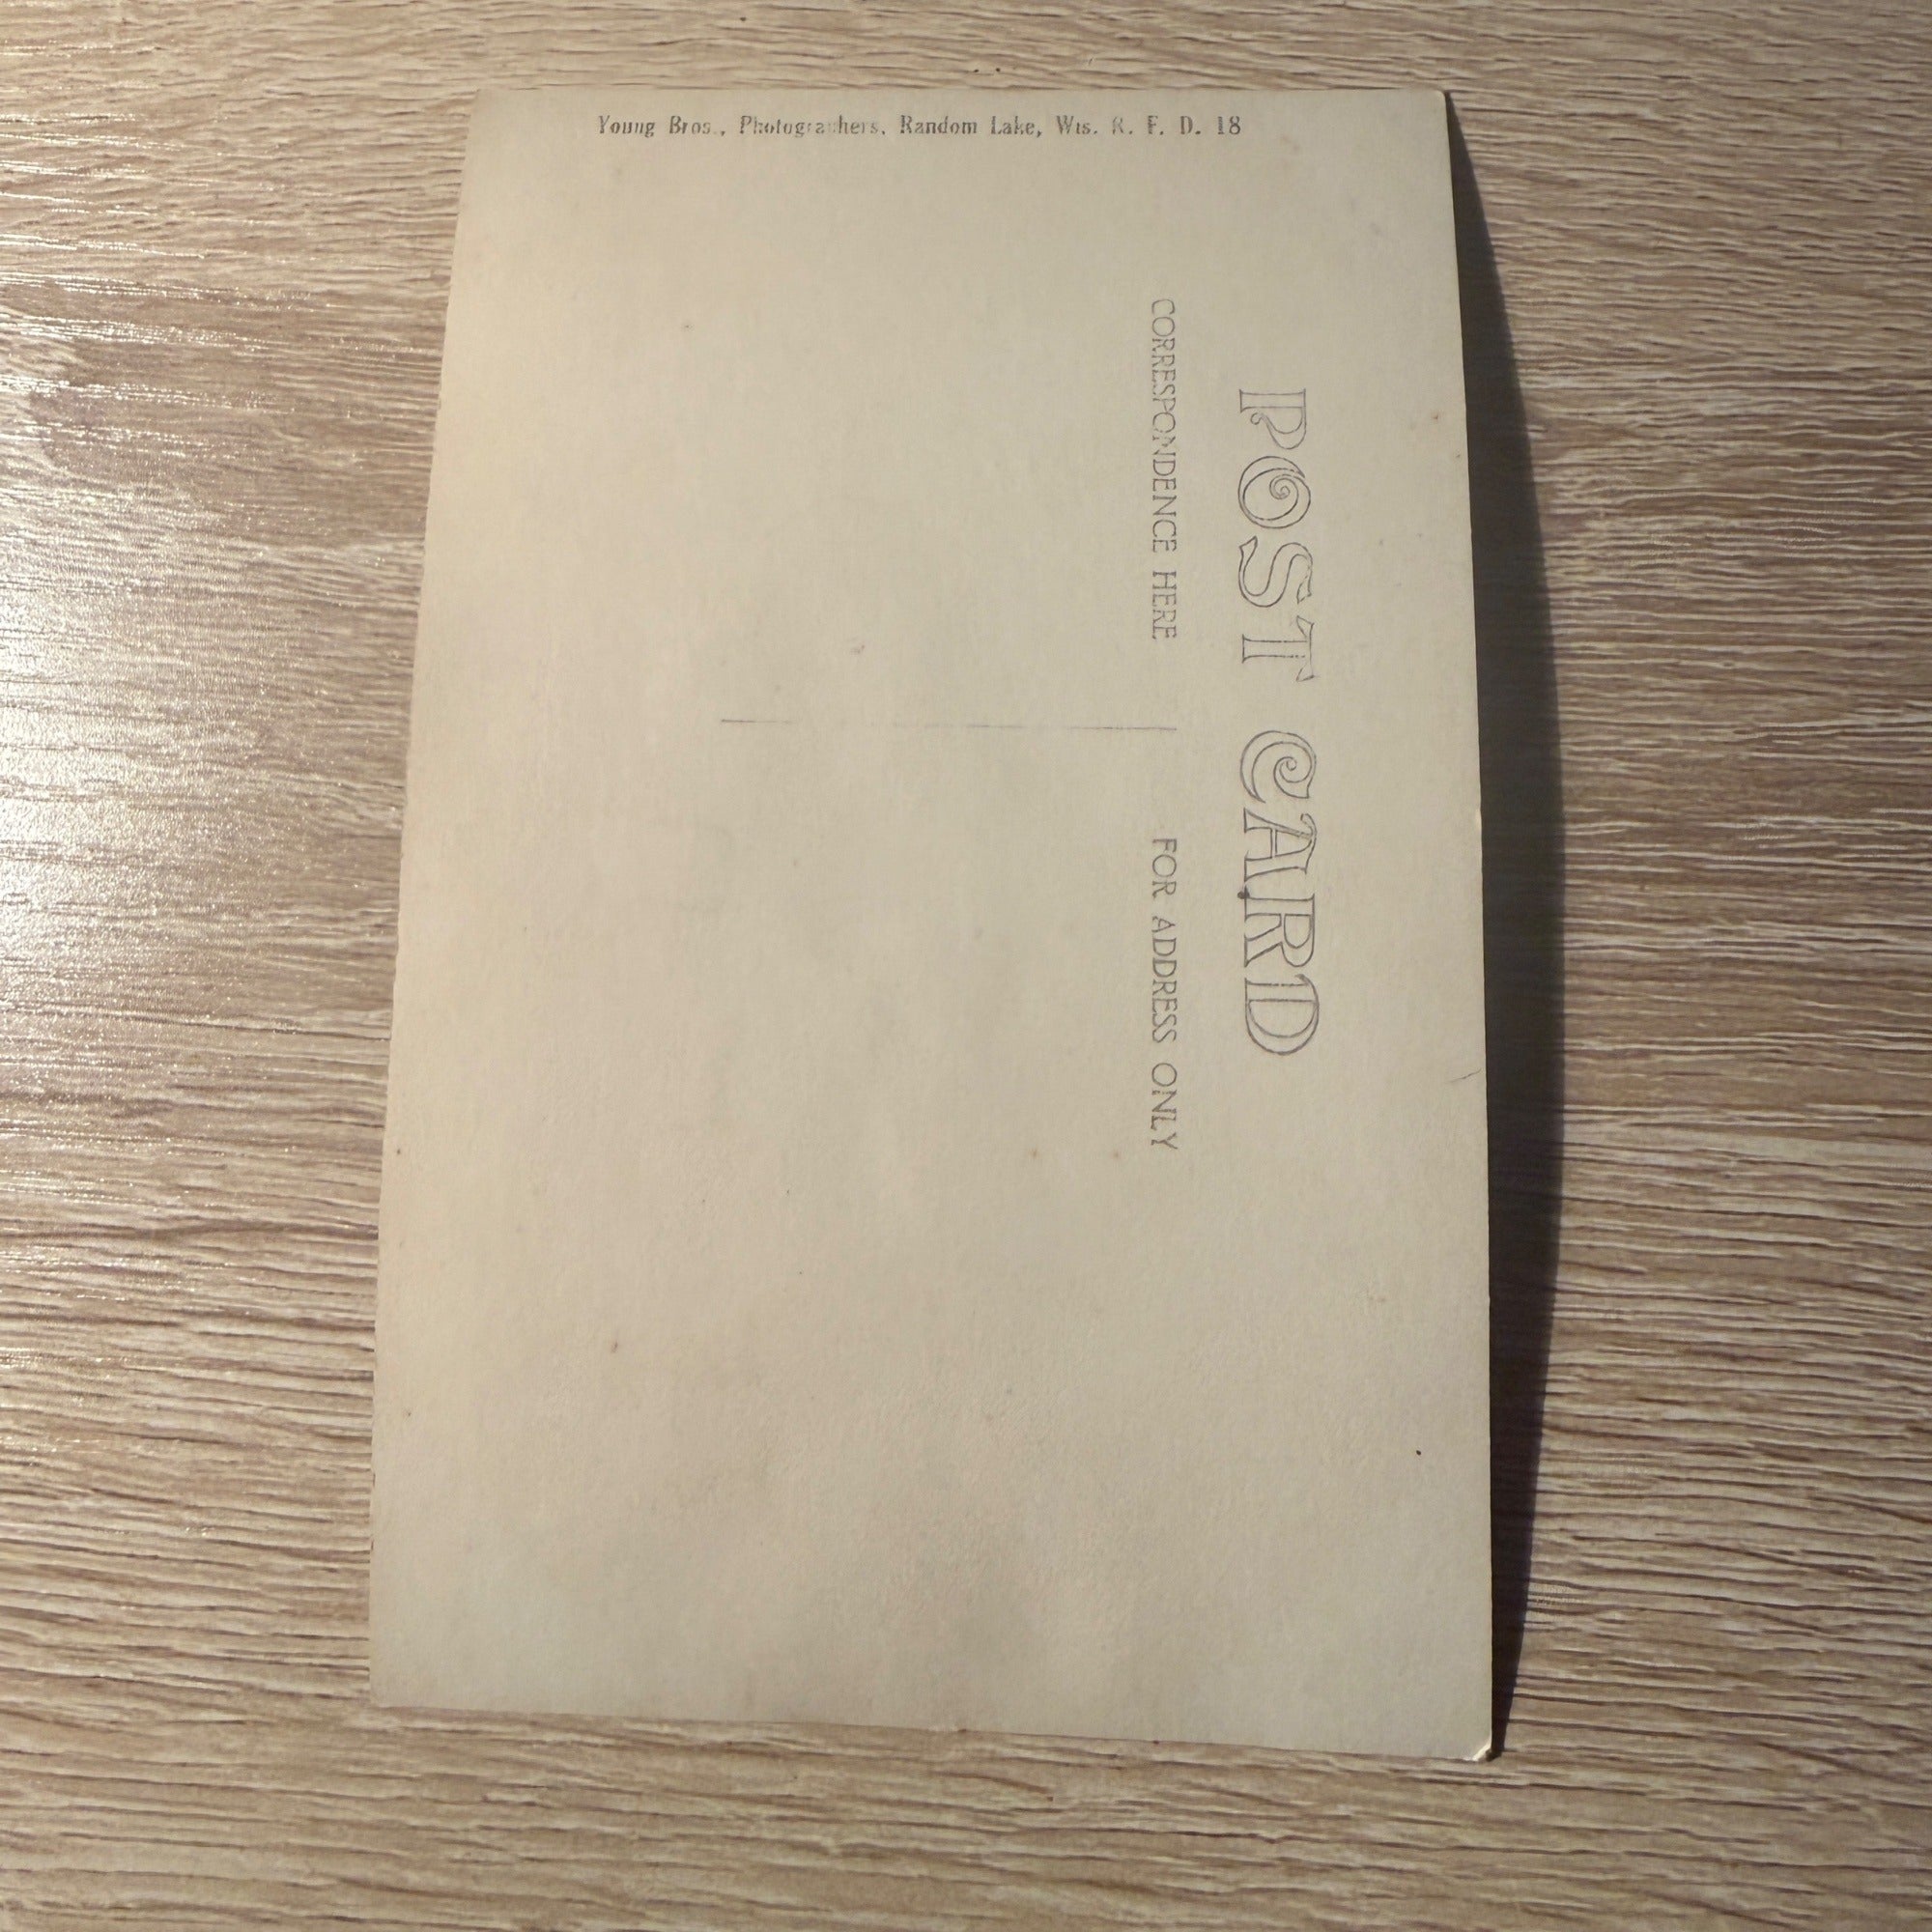 Young Bros., Photographers, Random Lake, Wis. R. F. D. 18
POST CARD
CORRESPONDENCE HERE
FOR ADDRESS ONLY